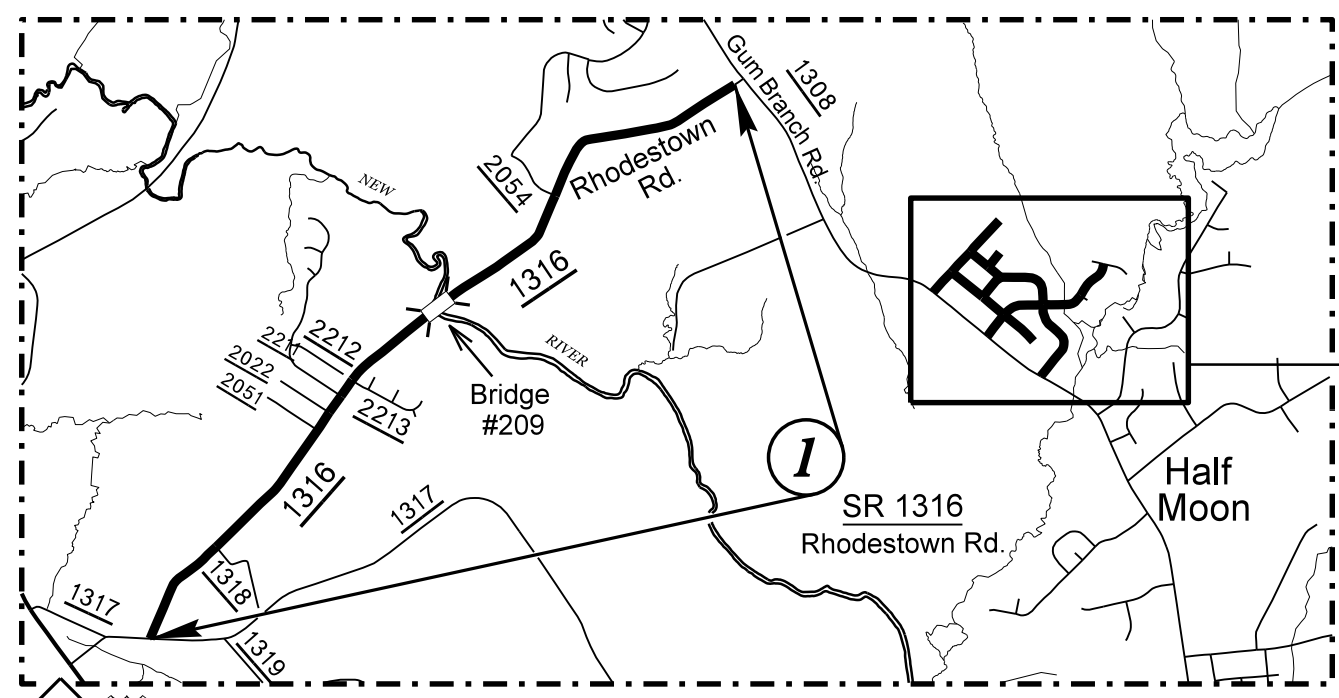 Gum Branch Rd.
1308
Rhodestown
Rd.
2054
NEW
1316
RIVER
2212
2211
2022
2051
2213
Bridge
#209
1316
1317
1
SR 1316
Rhodestown Rd.
Half
Moon
1318
1317
1319